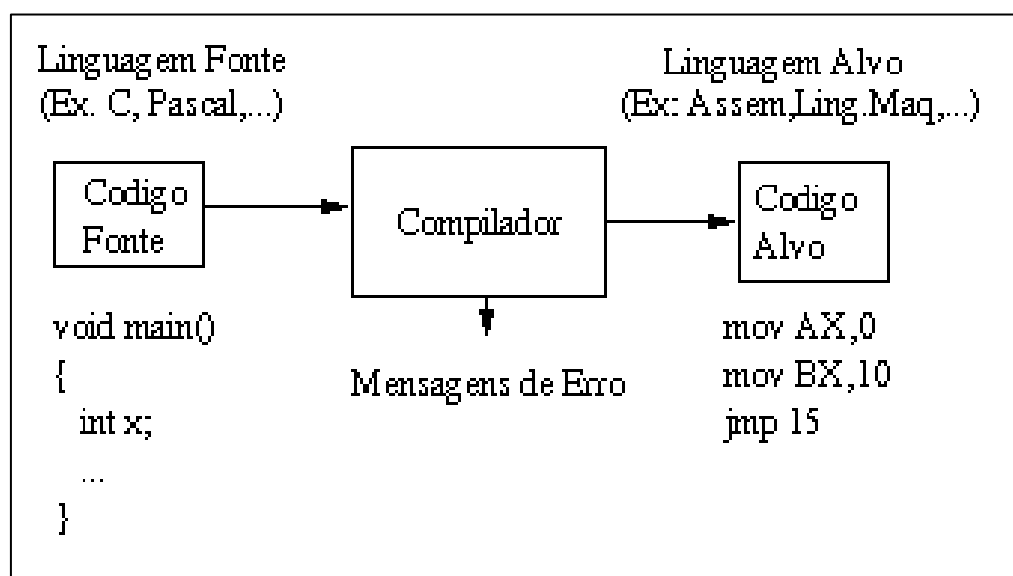 Linguagem Fonte
(Ex. C, Pascal,...)
Linguagem Alvo
(Ex: Assem,Ling.Maq,...)
Codigo
Fonte
Compilador
Codigo
Alvo
void main()
{
int x;
...
}
Mensagens de Erro
mov AX,0
mov BX,10
jmp 15